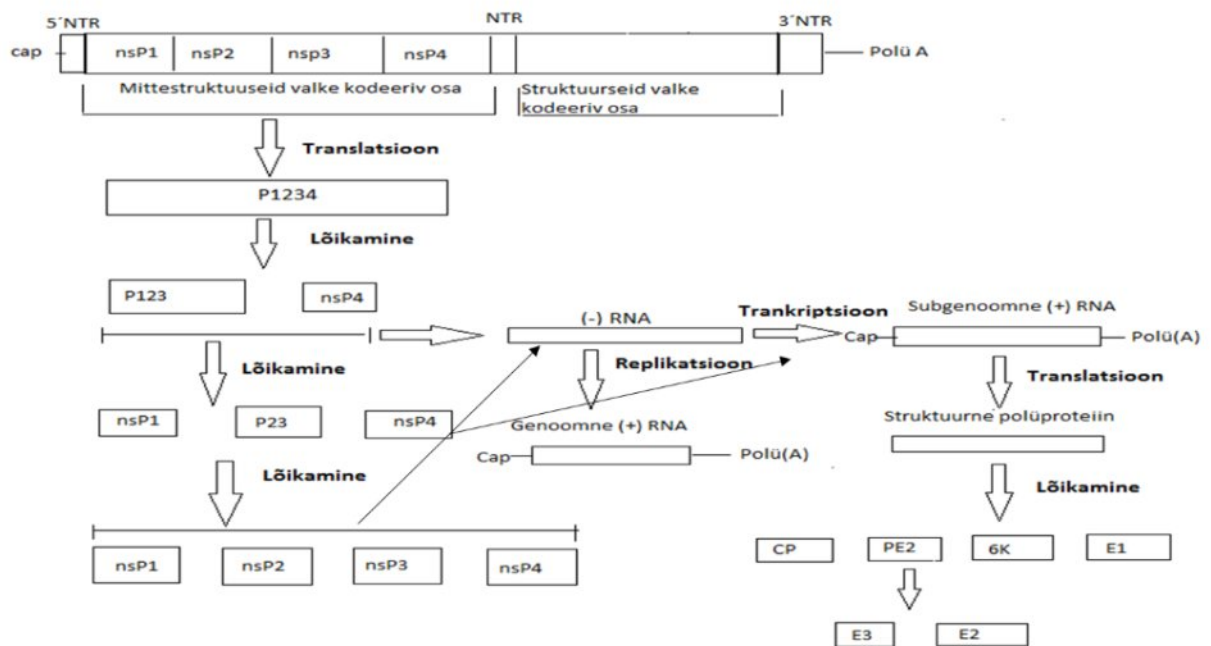 5´NTR
NTR
3´NTR
cap
nsP1
nsP2
nsp3
nsP4
Polü A
Mittestruktuuseid valke kodeeriv osa
Struktuurseid valke
kodeeriv osa
Translatsioon
P1234
Lõikamine
P123
nsP4
(-) RNA
Trankriptsioon
Subgenoomne (+) RNA
Cap
Polü(A)
Lõikamine
Replikatsioon
Translatsioon
nsP1
P23
nsP4
Genoomne (+) RNA
Struktuurne polüproteiin
Cap
Polü(A)
Lõikamine
Lõikamine
nsP1
nsP2
nsP3
nsP4
CP
PE2
6K
E1
E3
E2